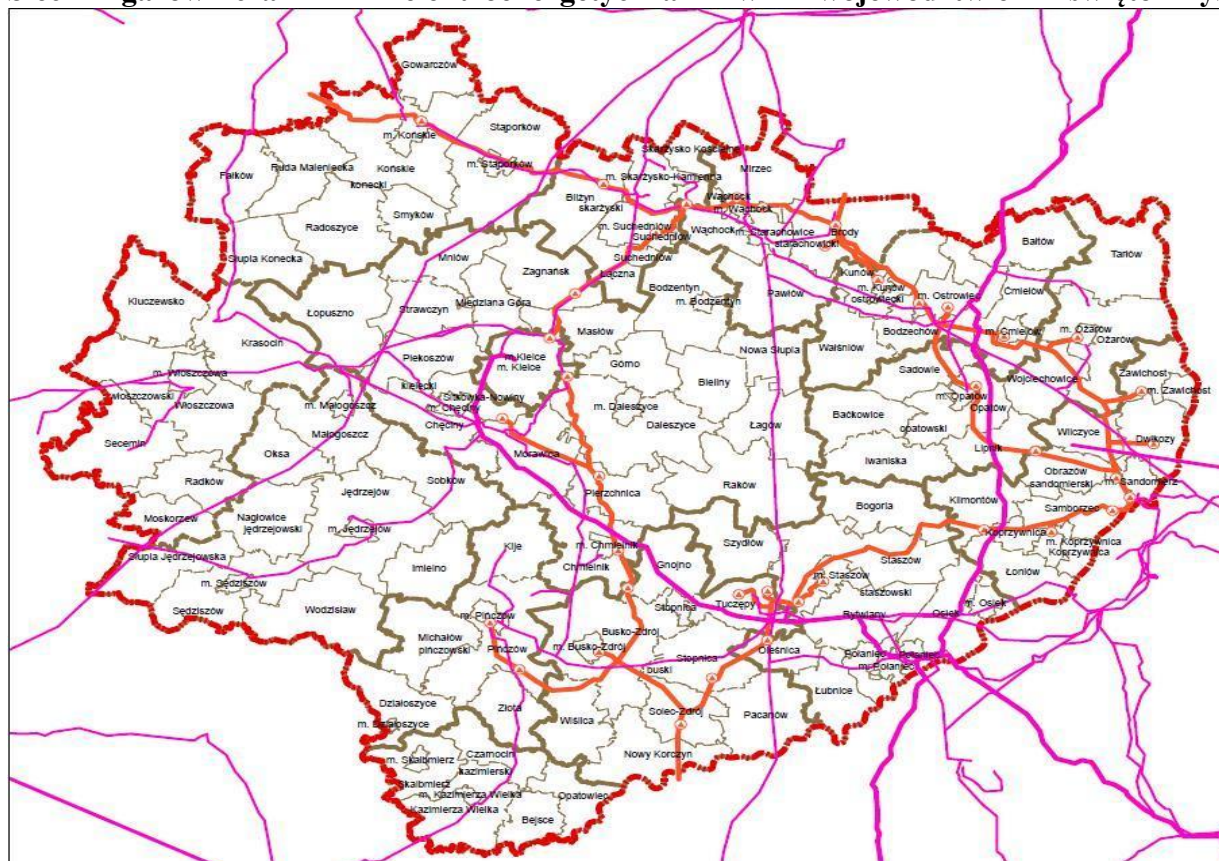 Gowarczów
Stąporków
m. Końskie
Skarżysko Kościelne
Ruda Maleniecka
Końskie
m. Stąporków
Mirzec
Fałków
konecki
m. Skarżysko-Kamienna
Bliżyn
skarżyski
Wąchock
m. Wąchock
Smyków
m. Suchedniów
Suchedniów
Wąchock
m. Starachowice
starachowicki
Brody
Radoszyce
Bałtów
Tarłów
Słupia Konecka
Mniów
Suchedniów
Zagnańsk
Łączna
Kunów
Kluczewsko
Bodzentyn
m. Bodzentyn
Pawłów
m. Kunów
ostrowiecki
m. Ostrowiec
Ćmielów
Łopuszno
Strawczyn
Miedziana Góra
Masłów
Bodzechów
m. Ćmielów
m. Ożarów
Ożarów
Krasocin
Piekoszów
m. Kielce
m. Kielce
Górno
Nowa Słupia
Waśniów
Sadowie
Wojciechowice
Zawichost
m. Zawichost
m. Włoszczowa
włoszczowski
Włoszczowa
kielecki
Sitkówka-Nowiny
m. Chęciny
Chęciny
Bieliny
m. Małogoszcz
Małogoszcz
m. Daleszyce
Daleszyce
Łagów
Baćkowice
opatowski
m. Opatów
Opatów
Wilczyce
Dwikozy
Secemin
Oksa
Morawica
Iwaniska
Lipnik
Obrazów
sandomierski
m. Sandomierz
Radków
Jędrzejów
Sobków
Pierzchnica
Raków
Bogoria
Klimontów
Samborzec
Moskorzew
Nagłowice
jędrzejowski
m. Jędrzejów
Koprzywnica
m. Koprzywnica
Koprzywnica
Słupia Jędrzejowska
Kije
m. Chmielnik
Chmielnik
Szydłów
Gnojno
Staszów
Łoniów
m. Sędziszów
Imielno
m. Staszów
staszowski
Sędziszów
Wodzisław
Stopnica
Tuczępy
Rytwiany
Osiek
m. Osiek
m. Pińczów
Michałów
pińczowski
Pińczów
Busko-Zdrój
m. Busko-Zdrój
Oleśnica
Połaniec
Połaniec
m. Połaniec
Stopnica
buski
Łubnice
Działoszyce
m. Działoszyce
Złota
Wiślica
Solec-Zdrój
Pacanów
Nowy Korczyn
Czarnocin
kazimierski
m. Skalbmierz
Skalbmierz
m. Kazimierza Wielka
Kazimierza Wielka
Opatowiec
Bejsce